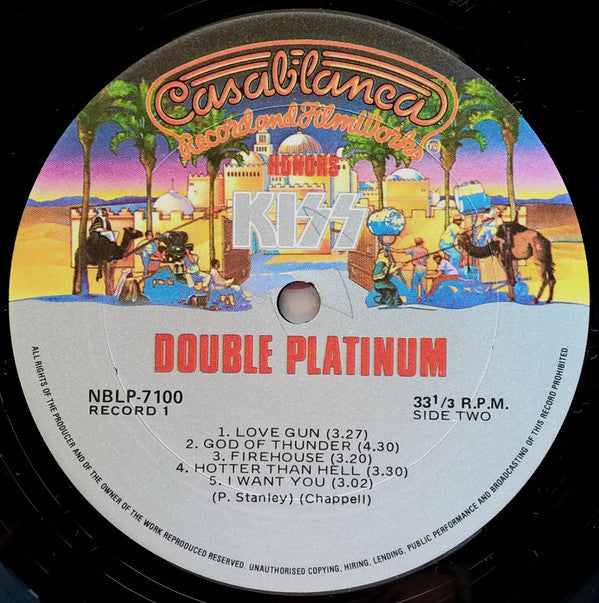 Casablanca
Record and FilmWorks
HONORS
KISS
DOUBLE PLATINUM
NBLP-7100
RECORD 1
33 1/3 R.P.M.
SIDE TWO
1. LOVE GUN (3.27)
2. GOD OF THUNDER (4.30)
3. FIREHOUSE (3.20)
4. HOTTER THAN HELL (3.30)
5. I WANT YOU (3.02)
(P. Stanley) (Chappell)
ALL RIGHTS OF THE PRODUCER AND OF THE OWNER OF THE WORK REPRODUCED RESERVED. UNAUTHORISED COPYING, HIRING, LENDING, PUBLIC PERFORMANCE AND BROADCASTING OF THIS RECORD PROHIBITED.